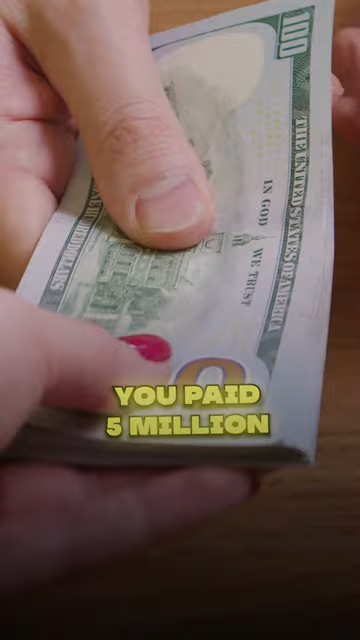 100
THE UNITED STATES OF AMERICA
IN GOD WE TRUST
YOU PAID
5 MILLION